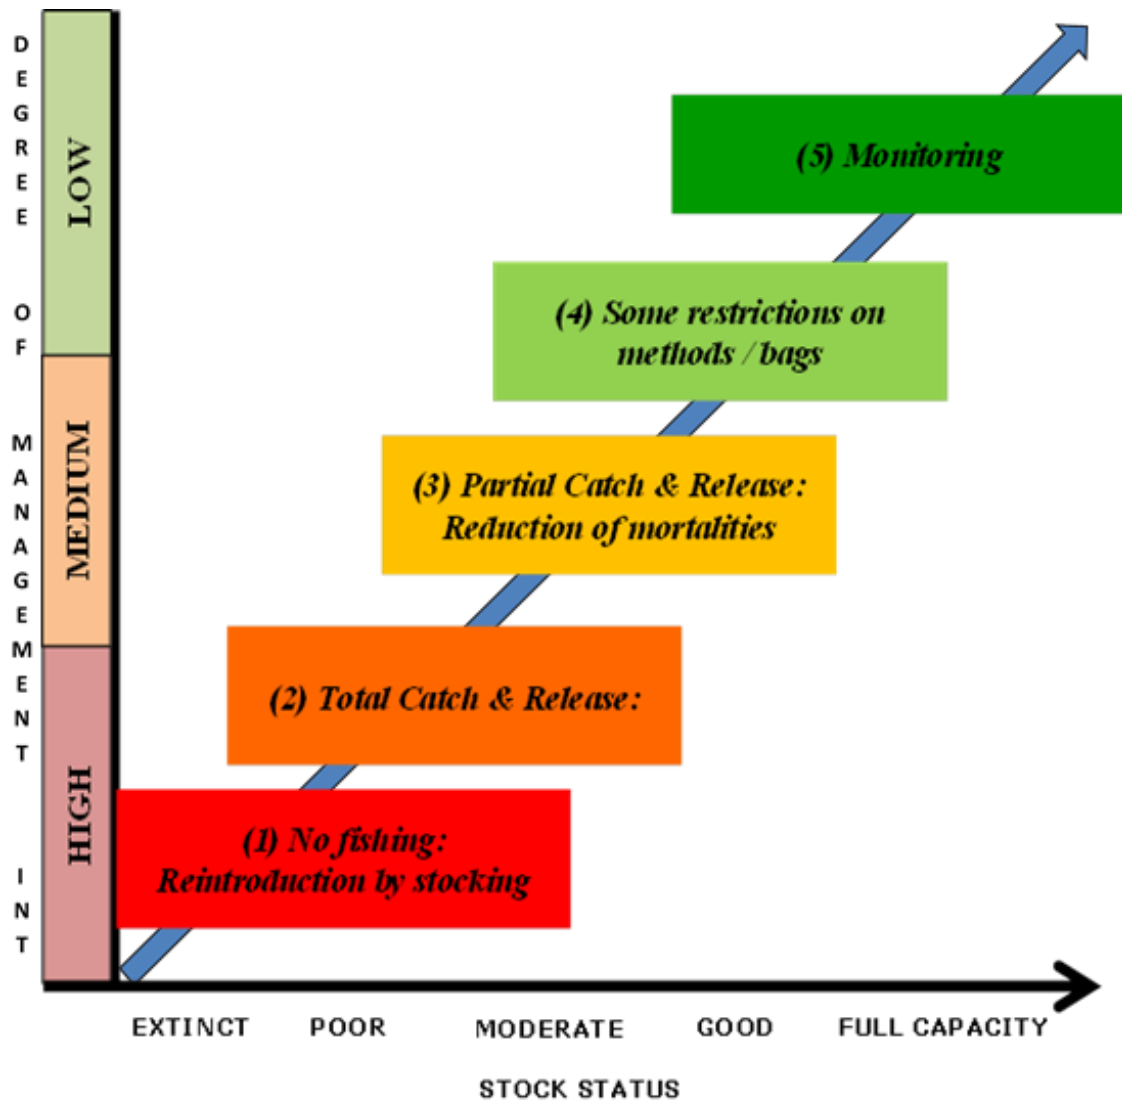 DEGREE OF MANAGEMENT INT
LOW
MEDIUM
HIGH
(5) Monitoring
(4) Some restrictions on
methods / bags
(3) Partial Catch & Release:
Reduction of mortalities
(2) Total Catch & Release:
(1) No fishing:
Reintroduction by stocking
EXTINCT POOR MODERATE GOOD FULL CAPACITY
STOCK STATUS